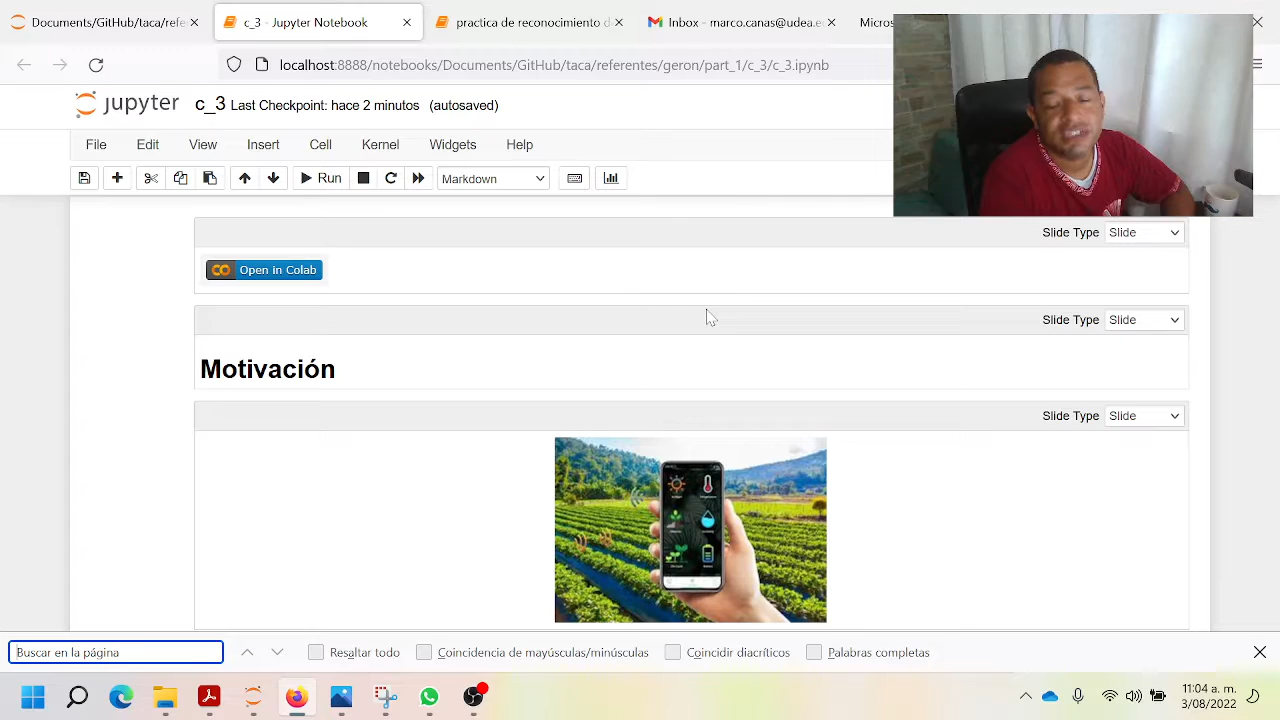 Docum/GitHub/taca/referentes/
c_3 - Jupyter Notebook
practica de reconocimiento d
Inbox - marco.canas@udea.e
Micros
localhost:8888/notebooks/Documents/GitHub/taca/referentes/geron/part_1/c_3/c_3.ipynb
jupyter c_3 Last Checkpoint: hace 2 minutos (autosaved)
File Edit View Insert Cell Kernel Widgets Help
Run Markdown
Slide Type Slide
Open in Colab
Slide Type Slide
Motivación
Slide Type Slide
Buscar en la página Resaltar todo Coincidencia de mayúsculas/minúsculas Coincidir diacríticos Palabras completas
11:04 a. m.
3/08/2022